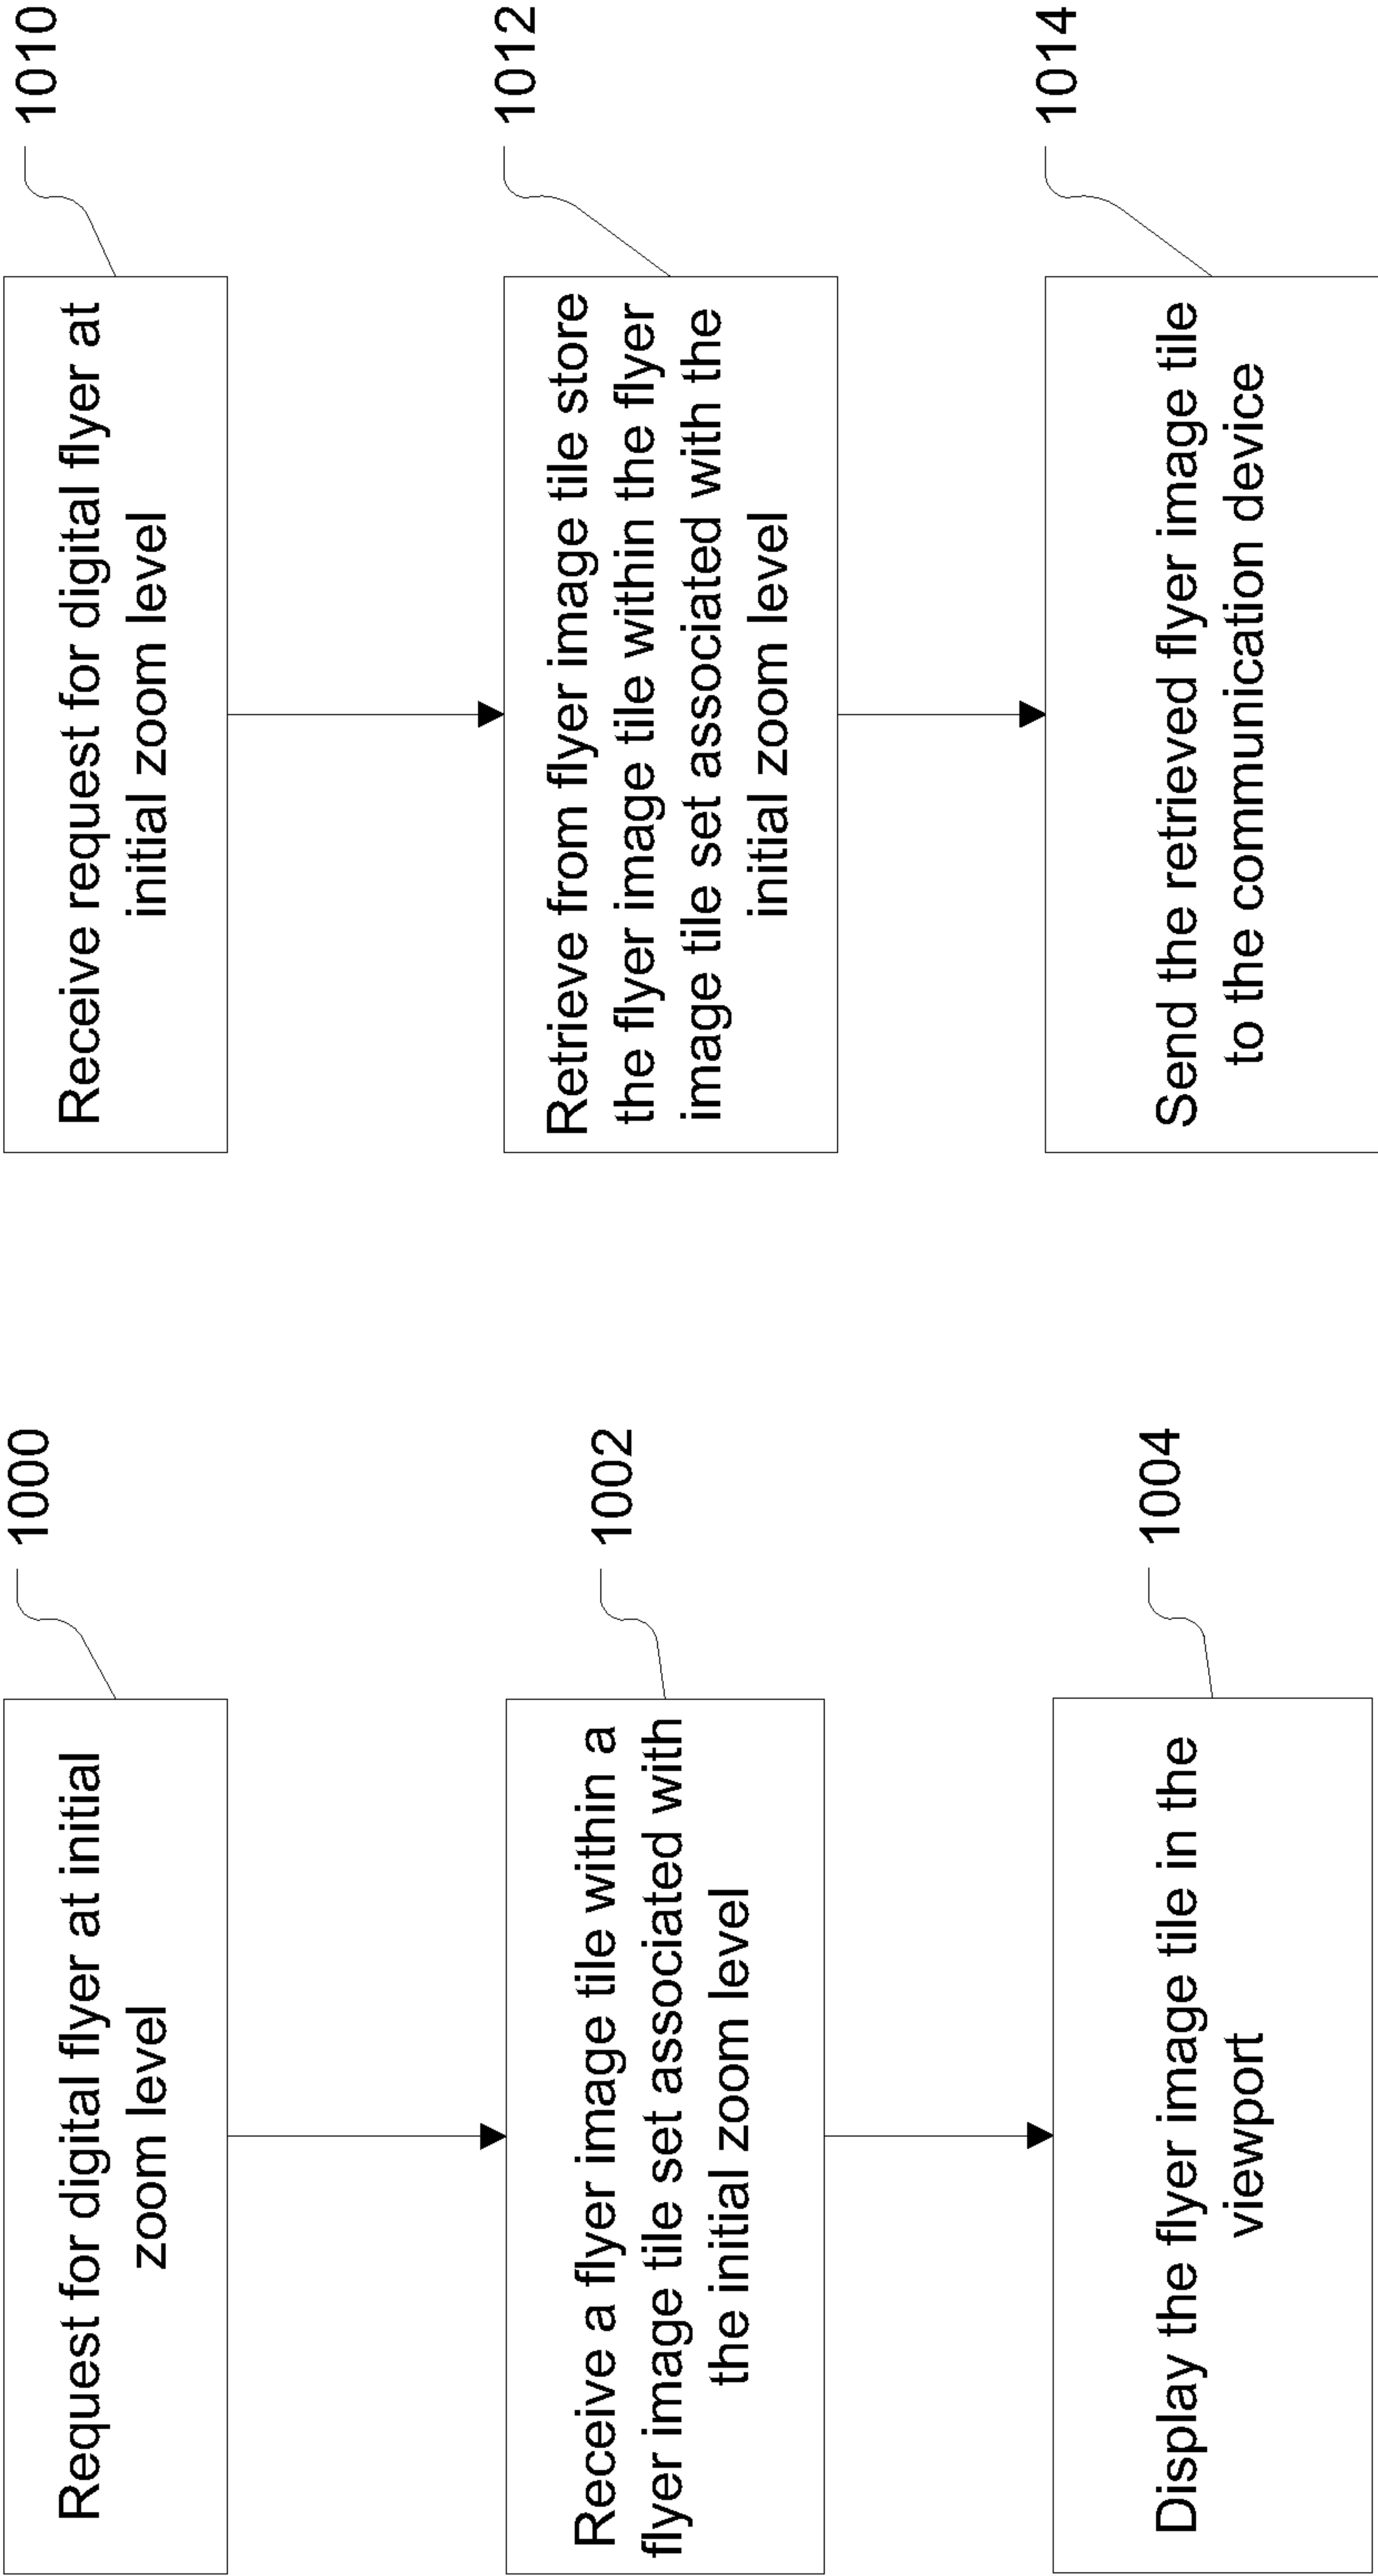 1000
Request for digital flyer at initial
zoom level
1002
Receive a flyer image tile within a
flyer image tile set associated with
the initial zoom level
1004
Display the flyer image tile in the
viewport
1010
Receive request for digital flyer at
initial zoom level
1012
Retrieve from flyer image tile store
the flyer image tile within the flyer
image tile set associated with the
initial zoom level
1014
Send the retrieved flyer image tile
to the communication device